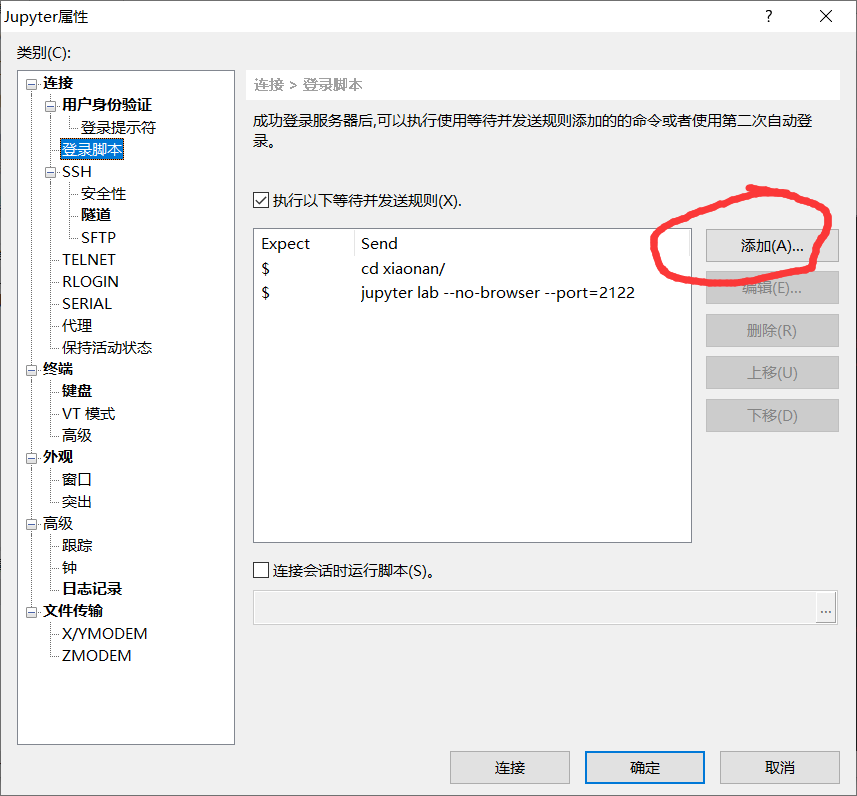 Jupyter属性
类别(C):
连接
用户身份验证
登录提示符
登录脚本
SSH
安全性
隧道
SFTP
TELNET
RLOGIN
SERIAL
代理
保持活动状态
终端
键盘
VT 模式
高级
外观
窗口
突出
高级
跟踪
钟
日志记录
文件传输
X/YMODEM
ZMODEM
连接 > 登录脚本
成功登录服务器后,可以执行使用等待并发送规则添加的的命令或者使用第二次自动登
录。
执行以下等待并发送规则(X).
Expect Send
$ cd xiaonan/
$ jupyter lab --no-browser --port=2122
添加(A)...
编辑(E)...
删除(R)
上移(U)
下移(D)
连接会话时运行脚本(S)。
...
连接
确定
取消